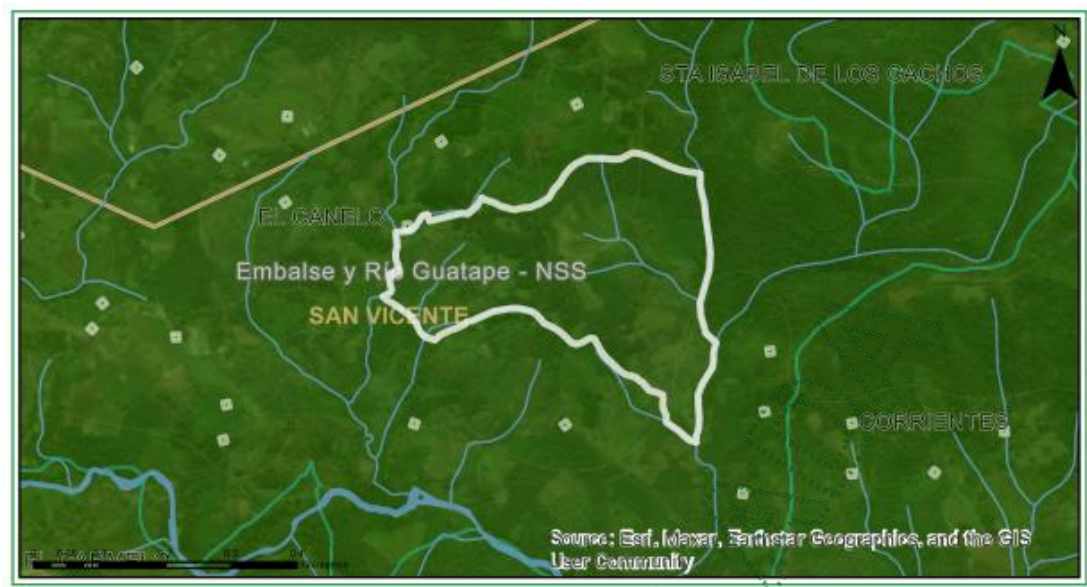 N
STA ISABEL DE LOS CACHOS
EL CANELO
Embalse y Río Guatape - NSS
SAN VICENTE
CORRIENTES
Source: Esri, Maxar, Earthstar Geographics, and the GIS
User Community